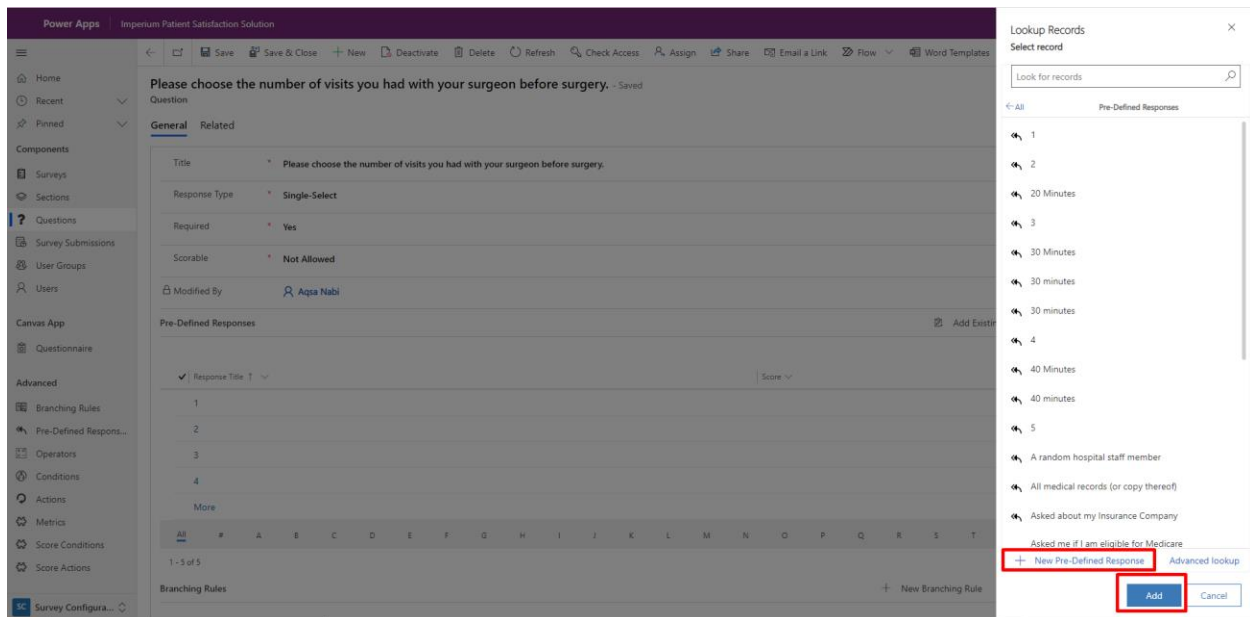 Power Apps Imperium Patient Satisfaction Solution
Save Save & Close New Deactivate Delete Refresh Check Access Assign Share Email a Link Flow Word Templates
Home
Recent
Pinned
Components
Surveys
Sections
Questions
Survey Submissions
User Groups
Users
Canvas App
Questionnaire
Advanced
Branching Rules
Pre-Defined Respons...
Operators
Conditions
Actions
Metrics
Score Conditions
Score Actions
SC Survey Configura...
Please choose the number of visits you had with your surgeon before surgery. - Saved
Question
General Related
Title * Please choose the number of visits you had with your surgeon before surgery.
Response Type * Single-Select
Required * Yes
Scorable * Not Allowed
Modified By Aqsa Nabi
Pre-Defined Responses Add Existin
Response Title ↑ Score
1
2
3
4
More
All # A B C D E F G H I J K L M N O P Q R S T
1 - 5 of 5
Branching Rules + New Branching Rule
Lookup Records
Select record
Look for records
←All Pre-Defined Responses
1
2
20 Minutes
3
30 Minutes
30 minutes
30 minutes
4
40 Minutes
40 minutes
5
A random hospital staff member
All medical records (or copy thereof)
Asked about my Insurance Company
Asked me if I am eligible for Medicare
+ New Pre-Defined Response Advanced lookup
Add Cancel